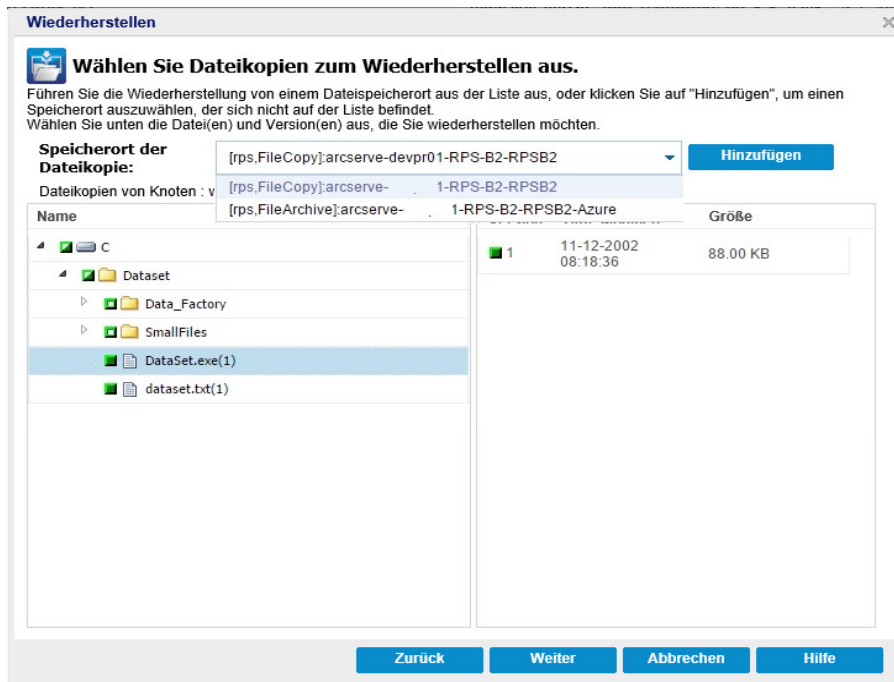 Wiederherstellen
Wählen Sie Dateikopien zum Wiederherstellen aus.
Führen Sie die Wiederherstellung von einem Dateispeicherort aus der Liste aus, oder klicken Sie auf "Hinzufügen", um einen
Speicherort auszuwählen, der sich nicht auf der Liste befindet.
Wählen Sie unten die Datei(en) und Version(en) aus, die Sie wiederherstellen möchten.
Speicherort der
Dateikopie:
[rps,FileCopy]:arcserve-devpr01-RPS-B2-RPSB2
Hinzufügen
Dateikopien von Knoten :
[rps,FileCopy]:arcserve- . 1-RPS-B2-RPSB2
[rps,FileArchive]:arcserve- . 1-RPS-B2-RPSB2-Azure
Name
Größe
C
Dataset
Data_Factory
SmallFiles
DataSet.exe(1)
dataset.txt(1)
1
11-12-2002
08:18:36
88.00 KB
Zurück
Weiter
Abbrechen
Hilfe